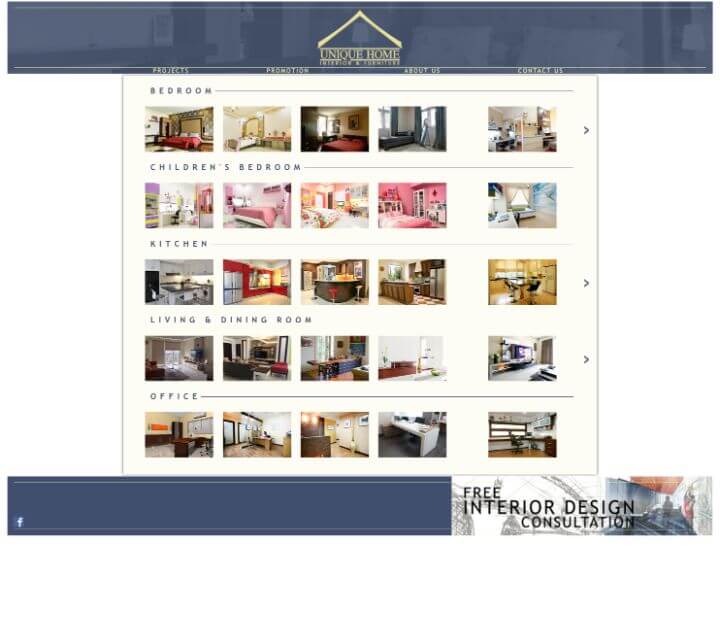 UNIQUE HOME
INTERIOR & FURNITURE
PROJECTS PROMOTION ABOUT US CONTACT US
BEDROOM
CHILDREN'S BEDROOM
KITCHEN
LIVING & DINING ROOM
OFFICE
f
FREE
INTERIOR DESIGN
CONSULTATION